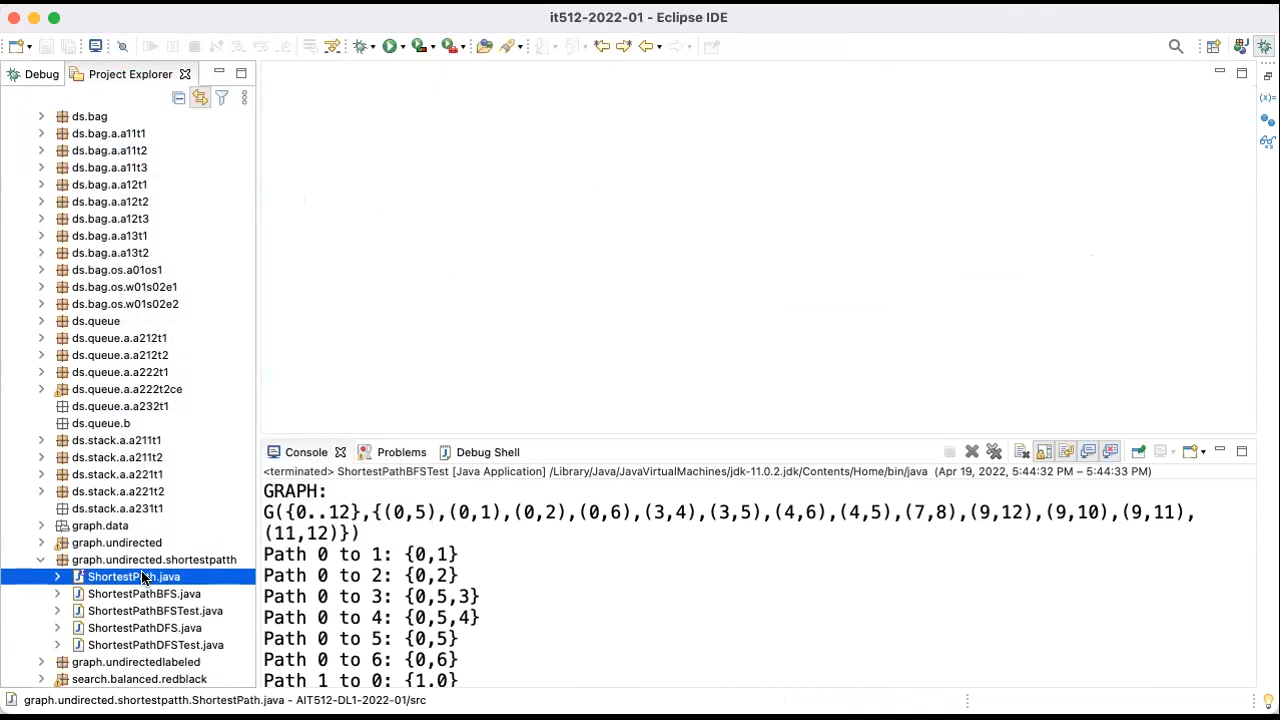 it512-2022-01 - Eclipse IDE
Debug
Project Explorer
ds.bag
ds.bag.a.a11t1
ds.bag.a.a11t2
ds.bag.a.a11t3
ds.bag.a.a12t1
ds.bag.a.a12t2
ds.bag.a.a12t3
ds.bag.a.a13t1
ds.bag.a.a13t2
ds.bag.os.a01os1
ds.bag.os.w01s02e1
ds.bag.os.w01s02e2
ds.queue
ds.queue.a.a212t1
ds.queue.a.a212t2
ds.queue.a.a222t1
ds.queue.a.a222t2ce
ds.queue.a.a232t1
ds.queue.b
ds.stack.a.a211t1
ds.stack.a.a211t2
ds.stack.a.a221t1
ds.stack.a.a221t2
ds.stack.a.a231t1
graph.data
graph.undirected
graph.undirected.shortestpatth
ShortestPath.java
ShortestPathBFS.java
ShortestPathBFSTest.java
ShortestPathDFS.java
ShortestPathDFSTest.java
graph.undirectedlabeled
search.balanced.redblack
Console
Problems
Debug Shell
<terminated> ShortestPathBFSTest [Java Application] /Library/Java/JavaVirtualMachines/jdk-11.0.2.jdk/Contents/Home/bin/java (Apr 19, 2022, 5:44:32 PM – 5:44:33 PM)
GRAPH:
G({0..12},{(0,5),(0,1),(0,2),(0,6),(3,4),(3,5),(4,6),(4,5),(7,8),(9,12),(9,10),(9,11),
(11,12)})
Path 0 to 1: {0,1}
Path 0 to 2: {0,2}
Path 0 to 3: {0,5,3}
Path 0 to 4: {0,5,4}
Path 0 to 5: {0,5}
Path 0 to 6: {0,6}
Path 1 to 0: {1,0}
graph.undirected.shortestpatth.ShortestPath.java - AIT512-DL1-2022-01/src